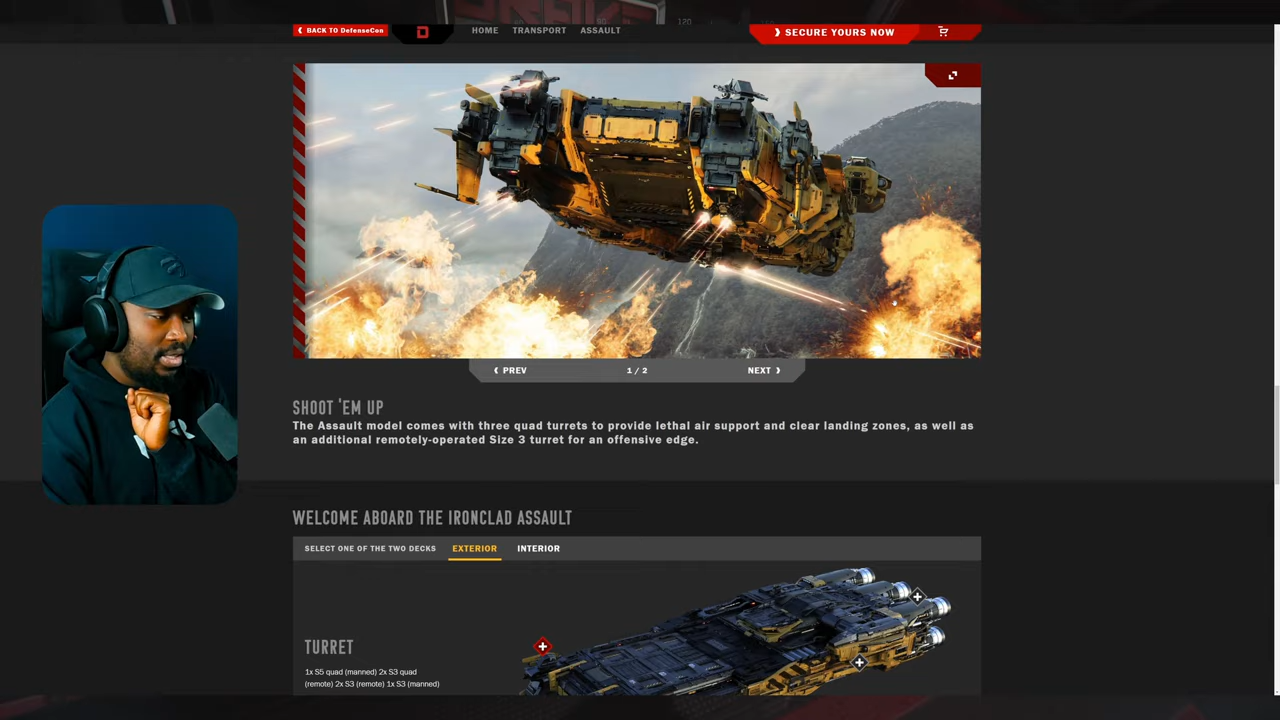 DRAKE
120
BACK TO DefenseCon
HOME
TRANSPORT
ASSAULT
SECURE YOURS NOW
PREV
1 / 2
NEXT
SHOOT 'EM UP
The Assault model comes with three quad turrets to provide lethal air support and clear landing zones, as well as
an additional remotely-operated Size 3 turret for an offensive edge.
WELCOME ABOARD THE IRONCLAD ASSAULT
SELECT ONE OF THE TWO DECKS
EXTERIOR
INTERIOR
TURRET
1x S5 quad (manned) 2x S3 quad
(remote) 2x S3 (remote) 1x S3 (manned)